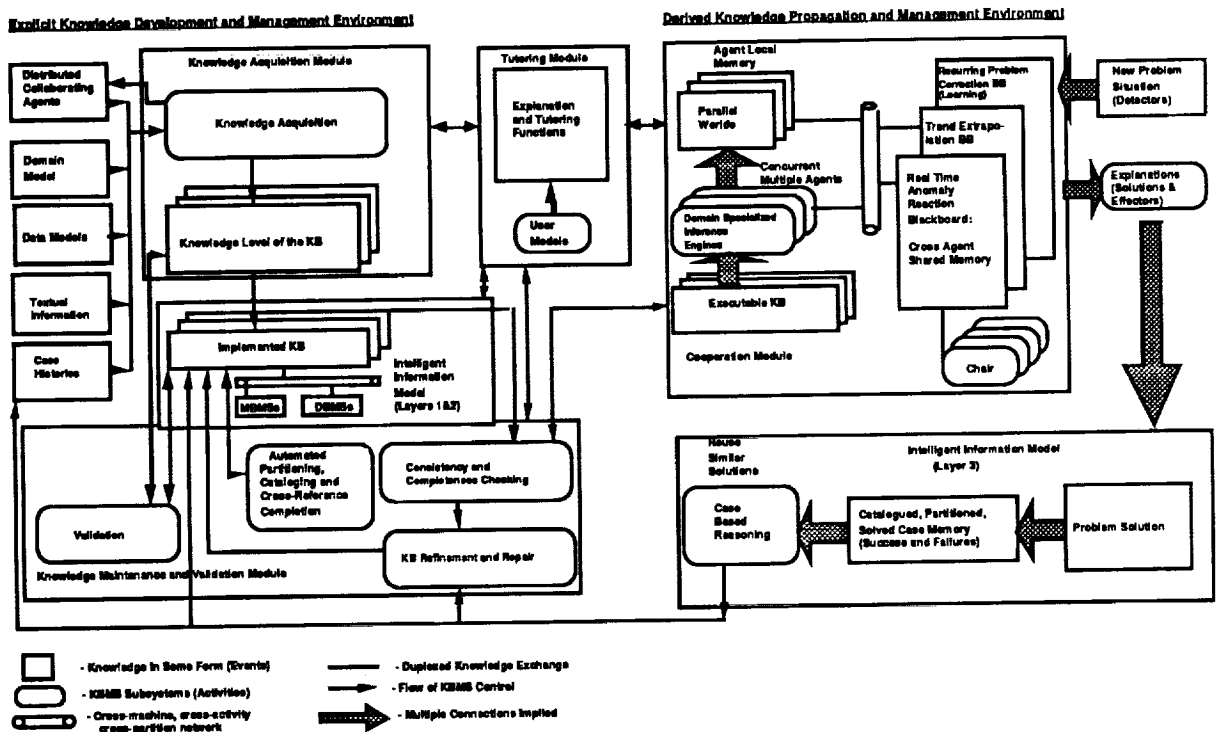 Explicit Knowledge Development and Management Environment
Derived Knowledge Propagation and Management Environment
Distributed
Collaborating
Agents
Domain
Model
Data Models
Textual
Information
Case
Histories
Knowledge Acquisition Module
Knowledge Acquisition
Knowledge Level of the KB
Tutoring Module
Explanation
and Tutoring
Functions
User
Models
Implemented KB
MBMSs
DBMSs
Intelligent
Information
Model
(Layers 1&2)
Automated
Partitioning,
Cataloging and
Cross-Reference
Completion
Consistency and
Completeness Checking
Validation
KB Refinement and Repair
Knowledge Maintenance and Validation Module
Agent Local
Memory
Parallel
Worlds
Concurrent
Multiple Agents
Domain Specialized
Inference
Engines
Executable KB
Cooperation Module
Recurring Problem
Correction BB
(Learning)
Trend Extrapo-
lation BB
Real Time
Anomaly
Reaction
Blackboard:
Cross Agent
Shared Memory
Chair
New Problem
Situation
(Detectors)
Explanations
(Solutions &
Effectors)
Intelligent Information Model
(Layer 3)
Reuse
Similar
Solutions
Case
Based
Reasoning
Catalogued, Partitioned,
Solved Case Memory
(Success and Failures)
Problem Solution
- Knowledge in Some Form (Events)
- KBMS Subsystems (Activities)
- Cross-machine, cross-activity
cross-partition network
- Duplexed Knowledge Exchange
- Flow of KBMS Control
- Multiple Connections Implied